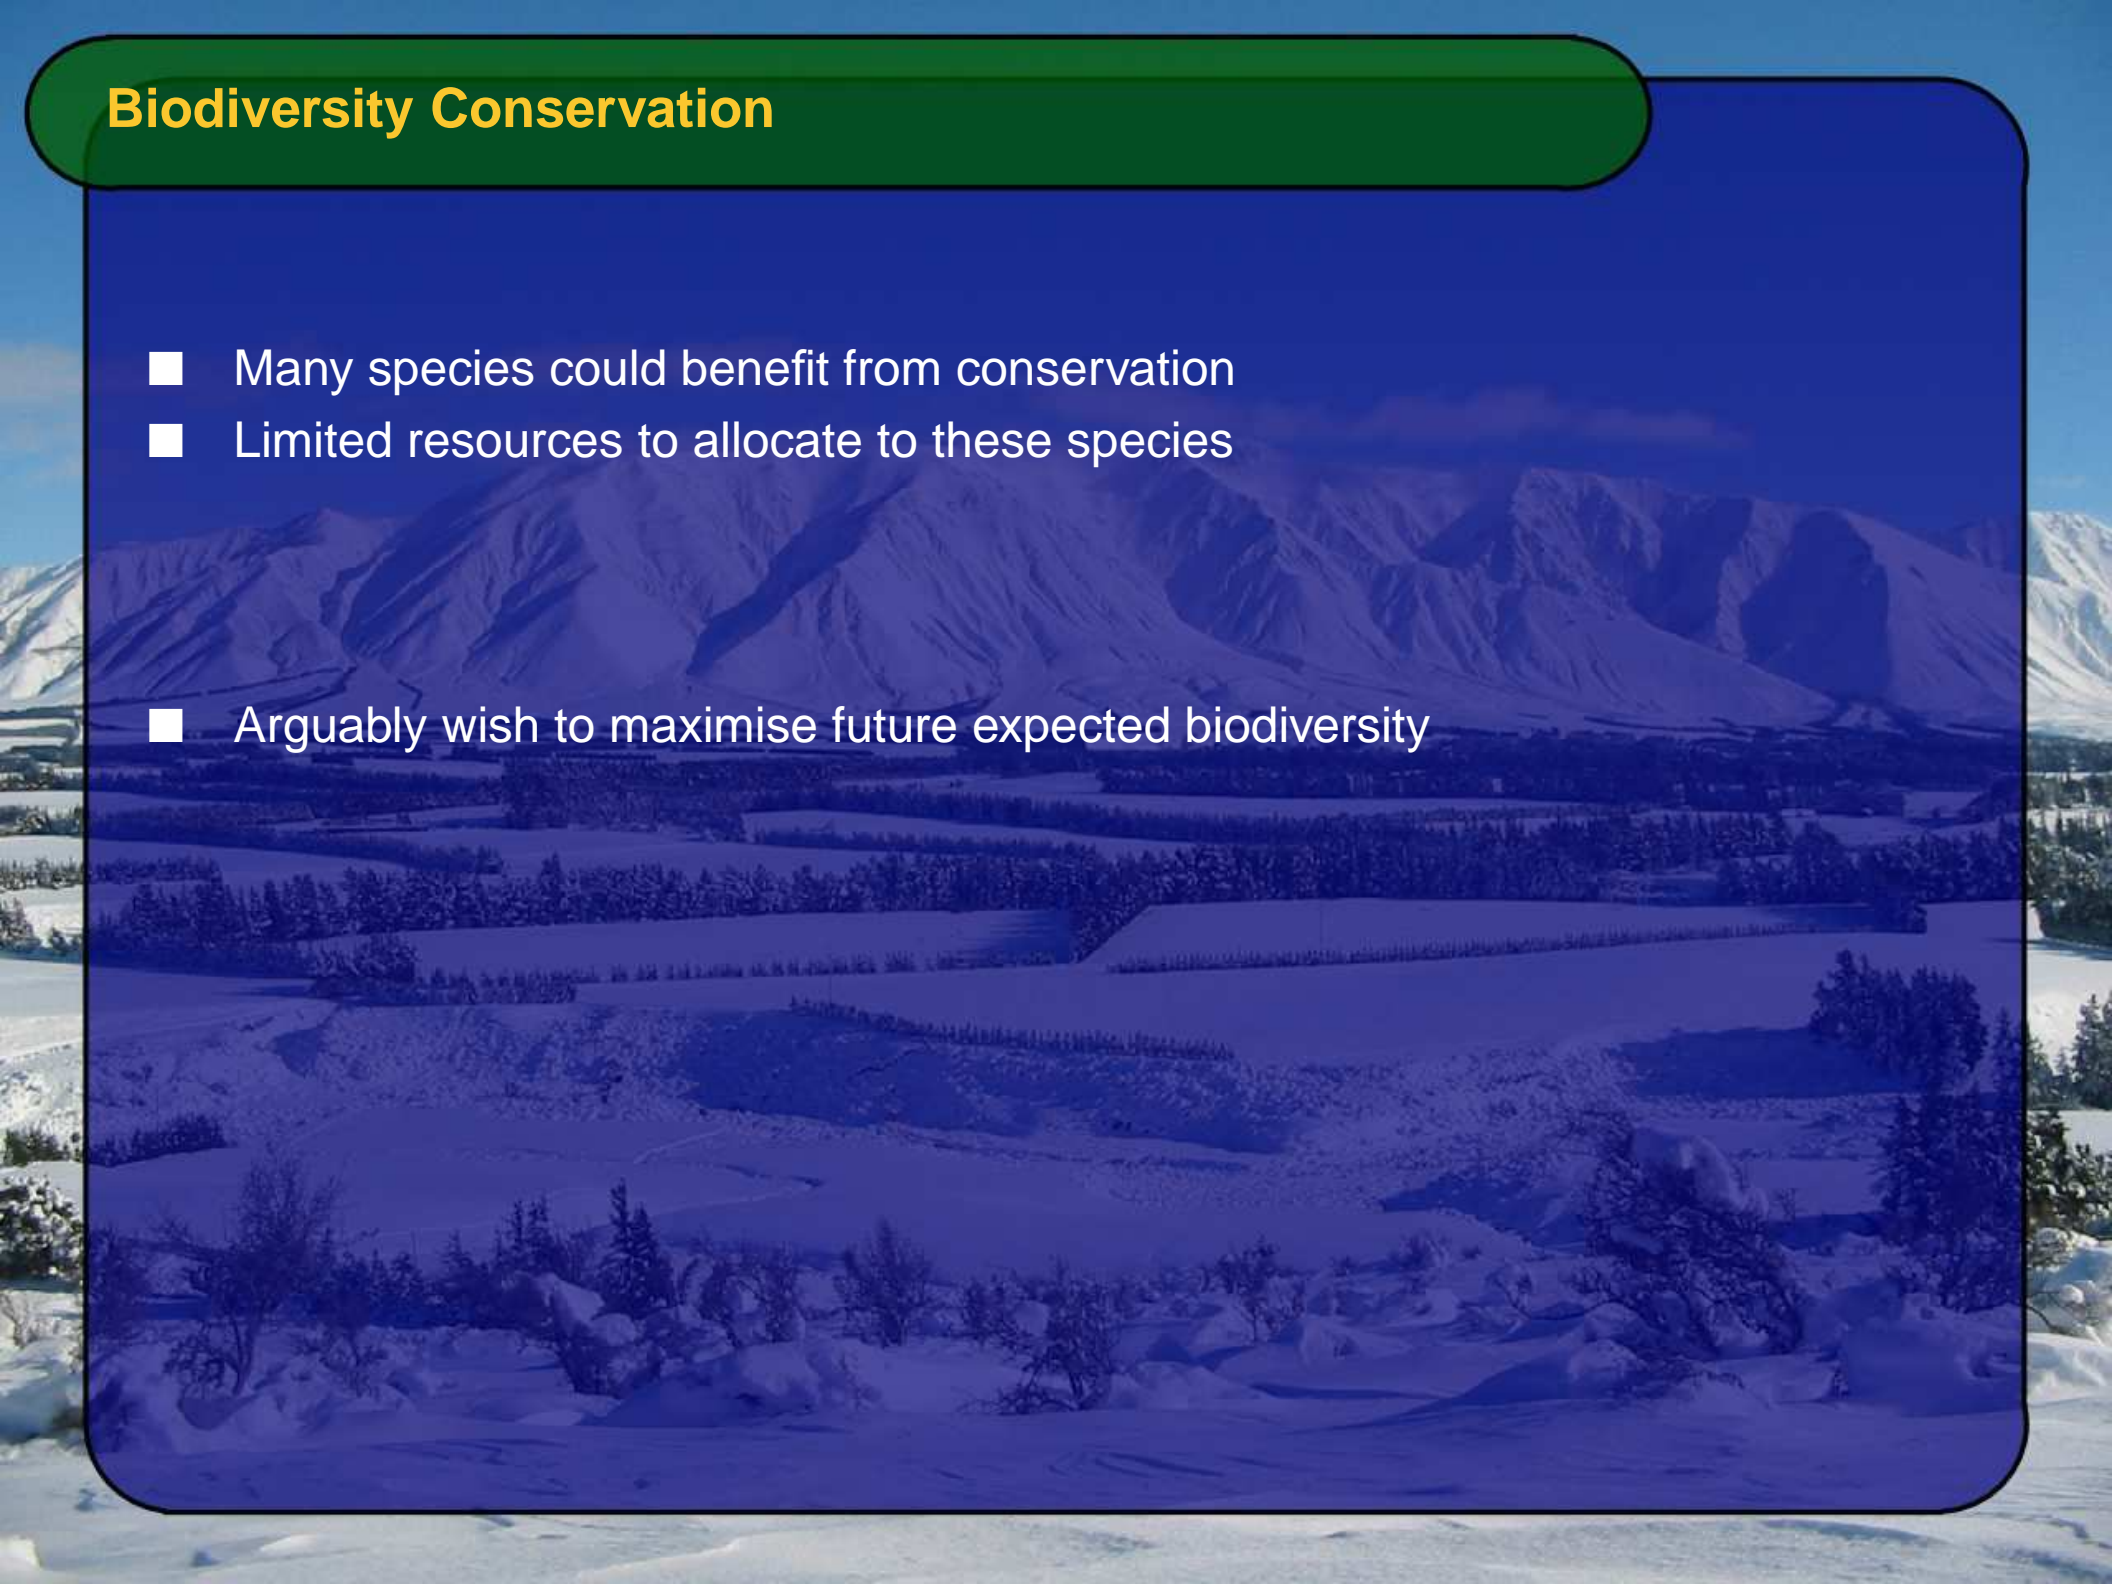 Biodiversity Conservation
■ Many species could benefit from conservation
■ Limited resources to allocate to these species
■ Arguably wish to maximise future expected biodiversity